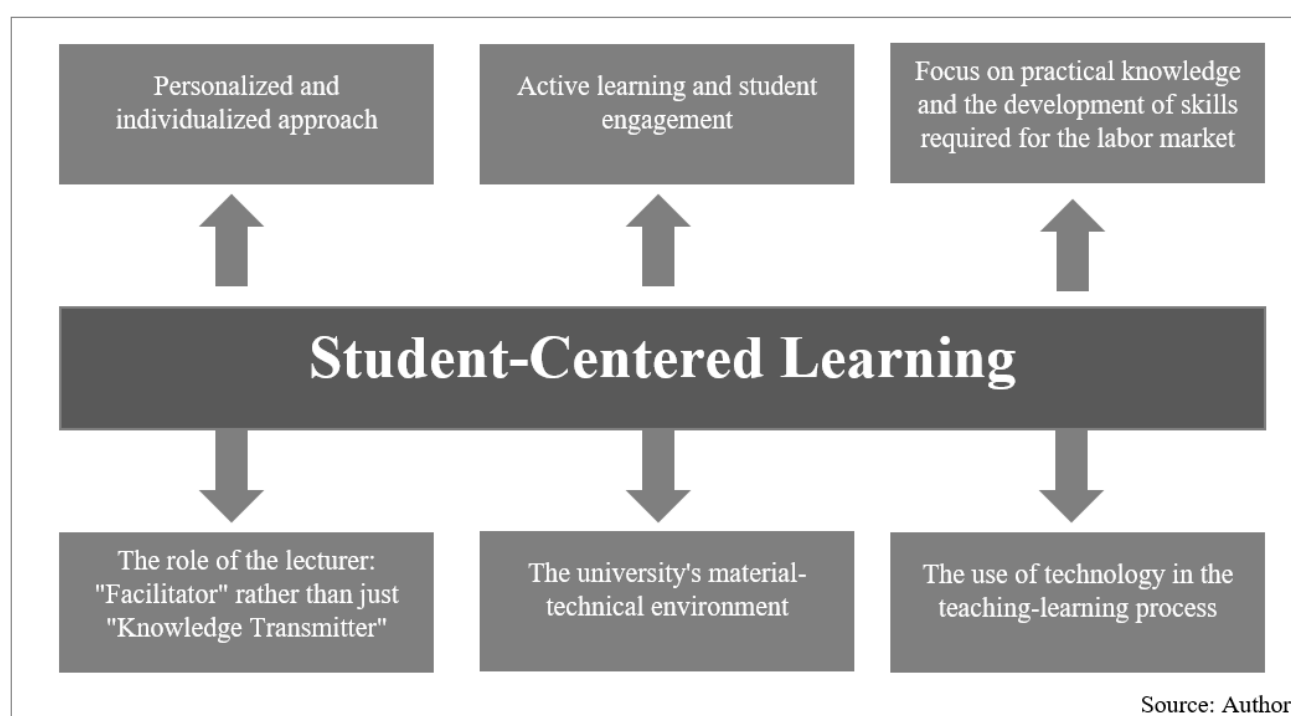 Personalized and
individualized approach
Active learning and student
engagement
Focus on practical knowledge
and the development of skills
required for the labor market
Student-Centered Learning
The role of the lecturer:
"Facilitator" rather than just
"Knowledge Transmitter"
The university's material-
technical environment
The use of technology in the
teaching-learning process
Source: Author